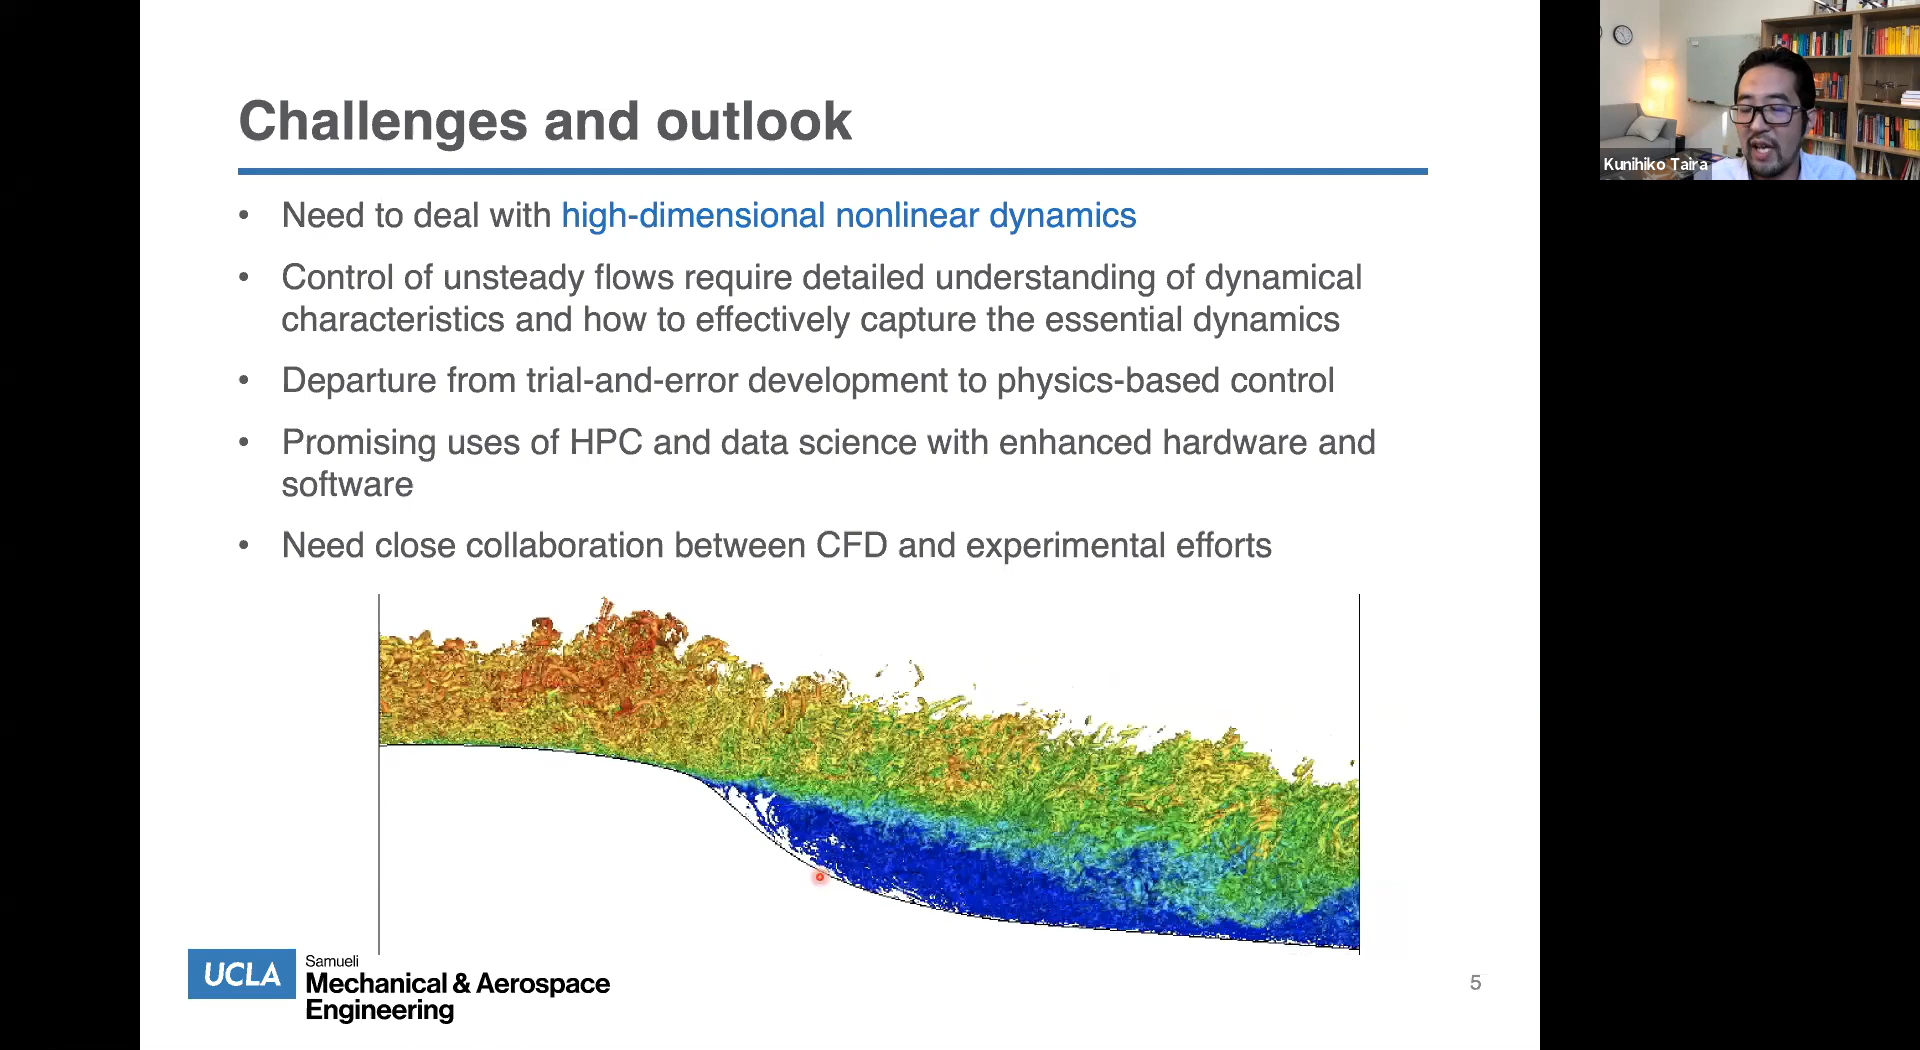 Challenges and outlook
• Need to deal with high-dimensional nonlinear dynamics
• Control of unsteady flows require detailed understanding of dynamical
characteristics and how to effectively capture the essential dynamics
• Departure from trial-and-error development to physics-based control
• Promising uses of HPC and data science with enhanced hardware and
software
• Need close collaboration between CFD and experimental efforts
UCLA
Samueli
Mechanical & Aerospace
Engineering
5
Kunihiko Taira